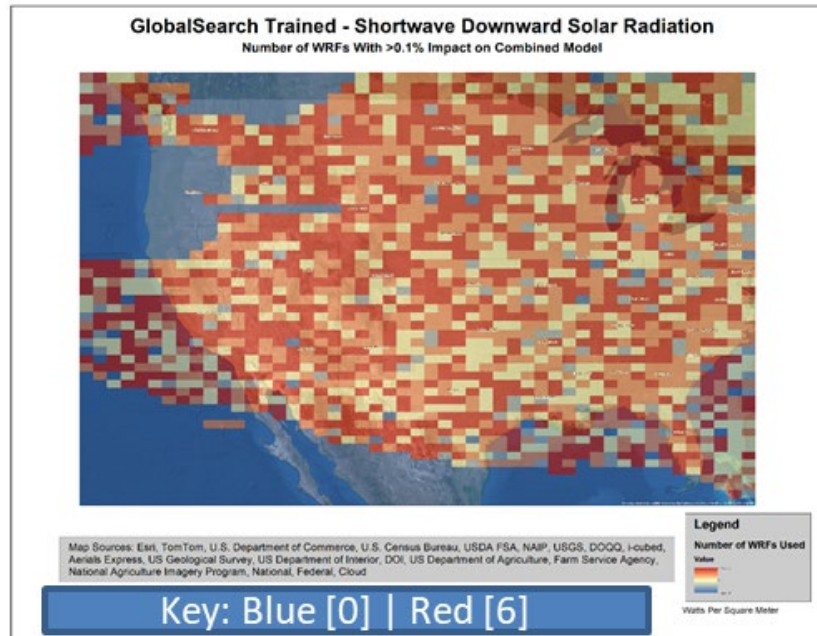 GlobalSearch Trained - Shortwave Downward Solar Radiation
Number of WRFs With >0.1% Impact on Combined Model
Map Sources: Esri, TomTom, U.S. Department of Commerce, U.S. Census Bureau, USDA FSA, NAIP, USGS, DOQQ, i-cubed,
Aerials Express, US Geological Survey, US Department of Interior, DOI, US Department of Agriculture, Farm Service Agency,
National Agriculture Imagery Program, National, Federal, Cloud
Legend
Number of WRFs Used
Value
Watts Per Square Meter
Key: Blue [0] | Red [6]